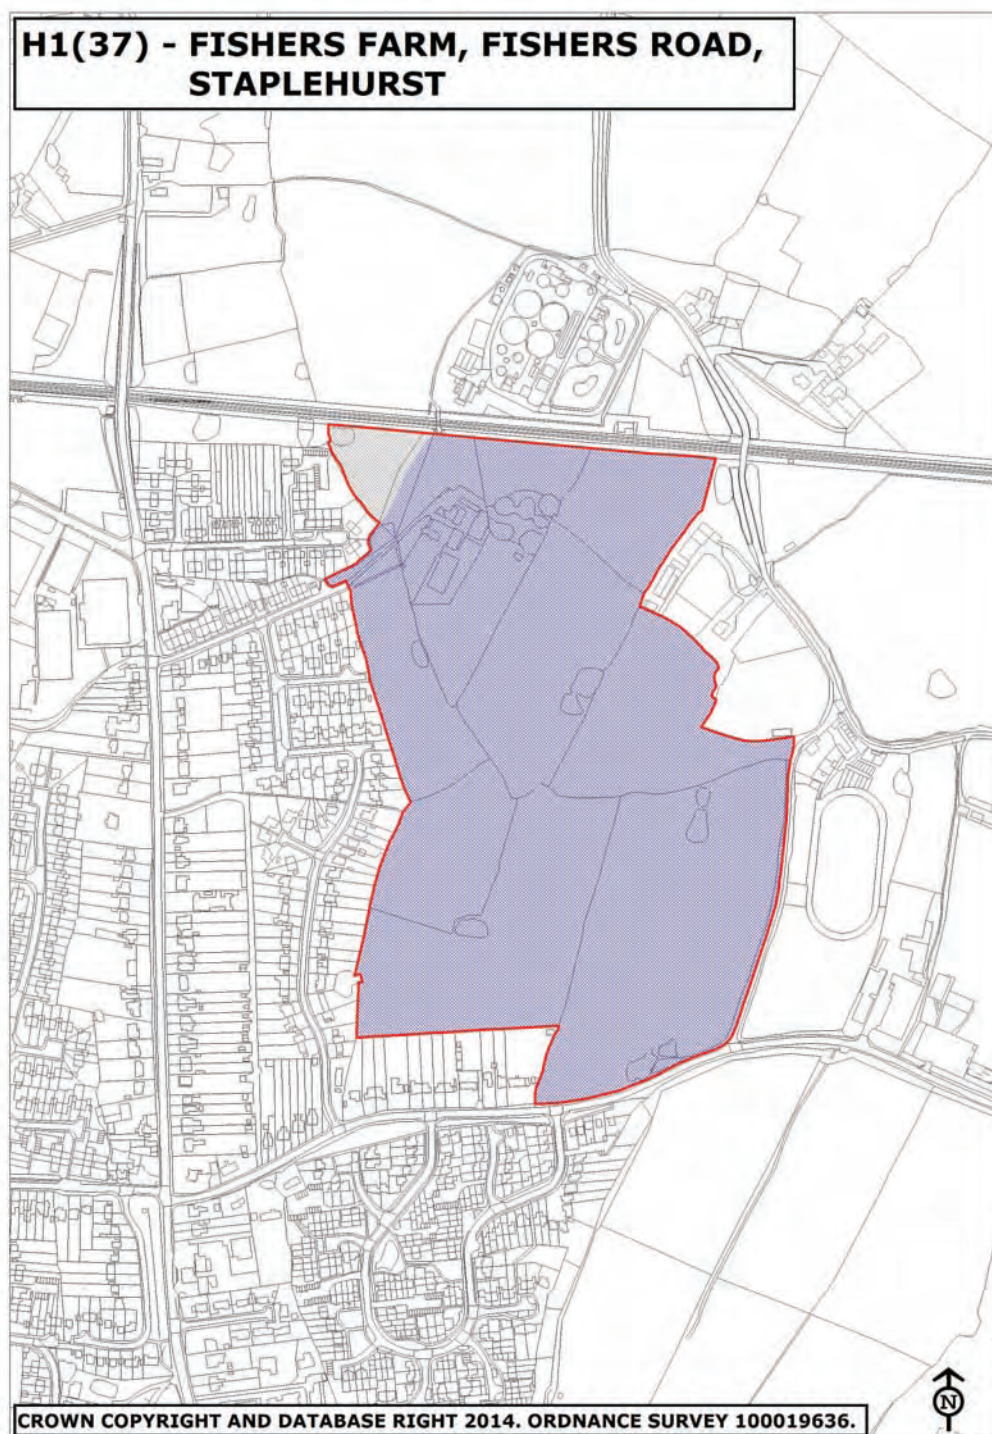 H1(37) - FISHERS FARM, FISHERS ROAD,
STAPLEHURST
N
CROWN COPYRIGHT AND DATABASE RIGHT 2014. ORDNANCE SURVEY 100019636.